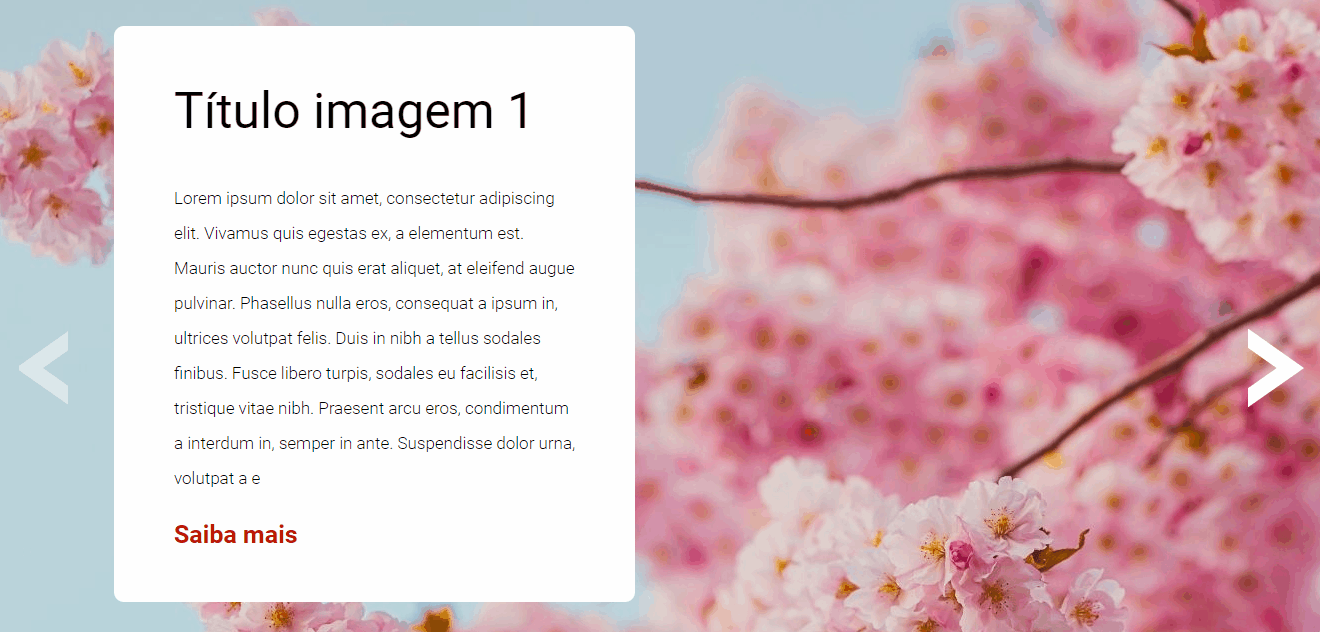 Título imagem 1
Lorem ipsum dolor sit amet, consectetur adipiscing
elit. Vivamus quis egestas ex, a elementum est.
Mauris auctor nunc quis erat aliquet, at eleifend augue
pulvinar. Phasellus nulla eros, consequat a ipsum in,
ultrices volutpat felis. Duis in nibh a tellus sodales
finibus. Fusce libero turpis, sodales eu facilisis et,
tristique vitae nibh. Praesent arcu eros, condimentum
a interdum in, semper in ante. Suspendisse dolor urna,
volutpat a e
Saiba mais